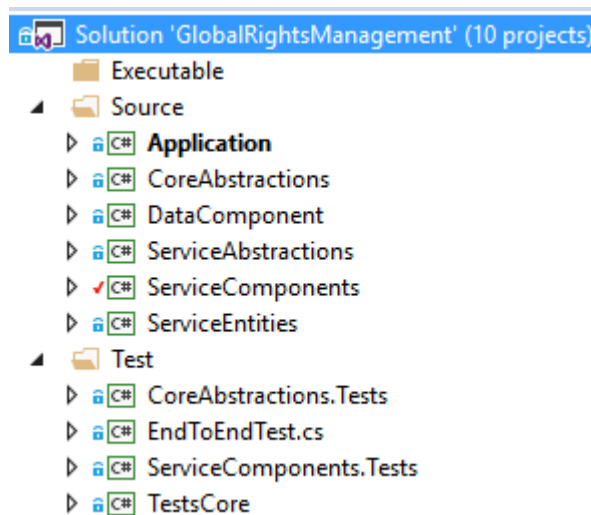 Solution 'GlobalRightsManagement' (10 projects)
Executable
Source
C# Application
C# CoreAbstractions
C# DataComponent
C# ServiceAbstractions
C# ServiceComponents
C# ServiceEntities
Test
C# CoreAbstractions.Tests
C# EndToEndTest.cs
C# ServiceComponents.Tests
C# TestsCore